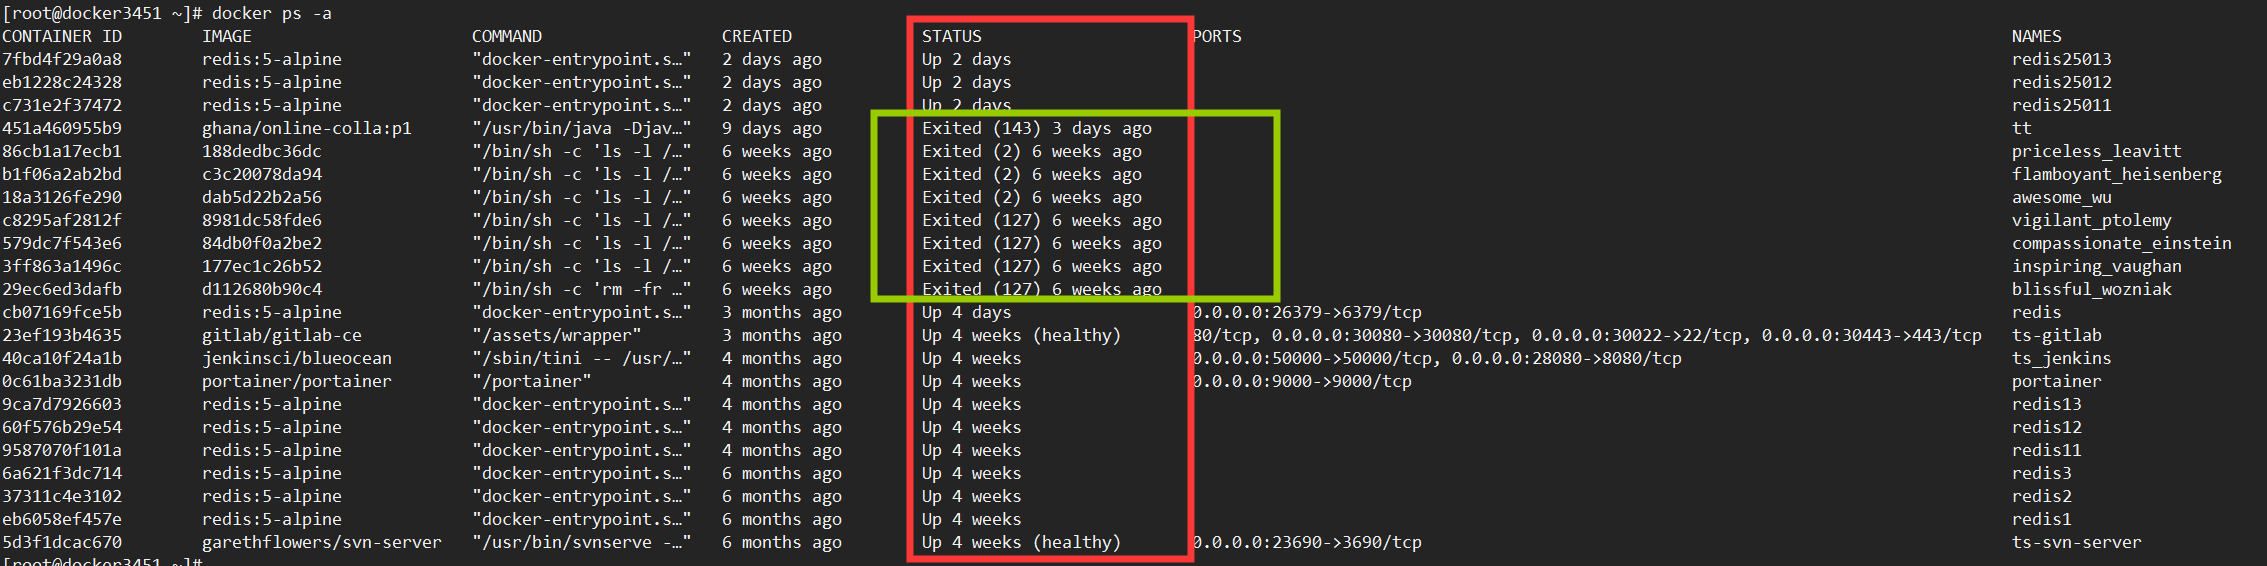 [root@docker3451 ~]# docker ps -a
CONTAINER ID        IMAGE                      COMMAND                  CREATED             STATUS                     PORTS                                                                                 NAMES
7fbd4f29a0a8        redis:5-alpine             "docker-entrypoint.s…"   2 days ago          Up 2 days                                                                                                        redis25013
eb1228c24328        redis:5-alpine             "docker-entrypoint.s…"   2 days ago          Up 2 days                                                                                                        redis25012
c731e2f37472        redis:5-alpine             "docker-entrypoint.s…"   2 days ago          Up 2 days                                                                                                        redis25011
451a460955b9        ghana/online-colla:p1      "/usr/bin/java -Djav…"   9 days ago          Exited (143) 3 days ago                                                                                          tt
86cb1a17ecb1        188dedbc36dc               "/bin/sh -c 'ls -l /…"   6 weeks ago         Exited (2) 6 weeks ago                                                                                           priceless_leavitt
b1f06a2ab2bd        c3c20078da94               "/bin/sh -c 'ls -l /…"   6 weeks ago         Exited (2) 6 weeks ago                                                                                           flamboyant_heisenberg
18a3126fe290        dab5d22b2a56               "/bin/sh -c 'ls -l /…"   6 weeks ago         Exited (2) 6 weeks ago                                                                                           awesome_wu
c8295af2812f        8981dc58fde6               "/bin/sh -c 'ls -l /…"   6 weeks ago         Exited (127) 6 weeks ago                                                                                         vigilant_ptolemy
579dc7f543e6        84db0f0a2be2               "/bin/sh -c 'ls -l /…"   6 weeks ago         Exited (127) 6 weeks ago                                                                                         compassionate_einstein
3ff863a1496c        177ec1c26b52               "/bin/sh -c 'ls -l /…"   6 weeks ago         Exited (127) 6 weeks ago                                                                                         inspiring_vaughan
29ec6ed3dafb        d112680b90c4               "/bin/sh -c 'rm -fr …"   6 weeks ago         Exited (127) 6 weeks ago                                                                                         blissful_wozniak
cb07169fce5b        redis:5-alpine             "docker-entrypoint.s…"   3 months ago        Up 4 days                  0.0.0.0:26379->6379/tcp                                                               redis
23ef193b4635        gitlab/gitlab-ce           "/assets/wrapper"        3 months ago        Up 4 weeks (healthy)       80/tcp, 0.0.0.0:30080->30080/tcp, 0.0.0.0:30022->22/tcp, 0.0.0.0:30443->443/tcp       ts-gitlab
40ca10f24a1b        jenkinsci/blueocean        "/sbin/tini -- /usr/…"   4 months ago        Up 4 weeks                 0.0.0.0:50000->50000/tcp, 0.0.0.0:28080->8080/tcp                                     ts_jenkins
0c61ba3231db        portainer/portainer        "/portainer"             4 months ago        Up 4 weeks                 0.0.0.0:9000->9000/tcp                                                                portainer
9ca7d7926603        redis:5-alpine             "docker-entrypoint.s…"   4 months ago        Up 4 weeks                                                                                                       redis13
60f576b29e54        redis:5-alpine             "docker-entrypoint.s…"   4 months ago        Up 4 weeks                                                                                                       redis12
9587070f101a        redis:5-alpine             "docker-entrypoint.s…"   4 months ago        Up 4 weeks                                                                                                       redis11
6a621f3dc714        redis:5-alpine             "docker-entrypoint.s…"   6 months ago        Up 4 weeks                                                                                                       redis3
37311c4e3102        redis:5-alpine             "docker-entrypoint.s…"   6 months ago        Up 4 weeks                                                                                                       redis2
eb6058ef457e        redis:5-alpine             "docker-entrypoint.s…"   6 months ago        Up 4 weeks                                                                                                       redis1
5d3f1dcac670        garethflowers/svn-server   "/usr/bin/svnserve -…"   6 months ago        Up 4 weeks (healthy)       0.0.0.0:23690->3690/tcp                                                               ts-svn-server
[root@docker3451 ~]#